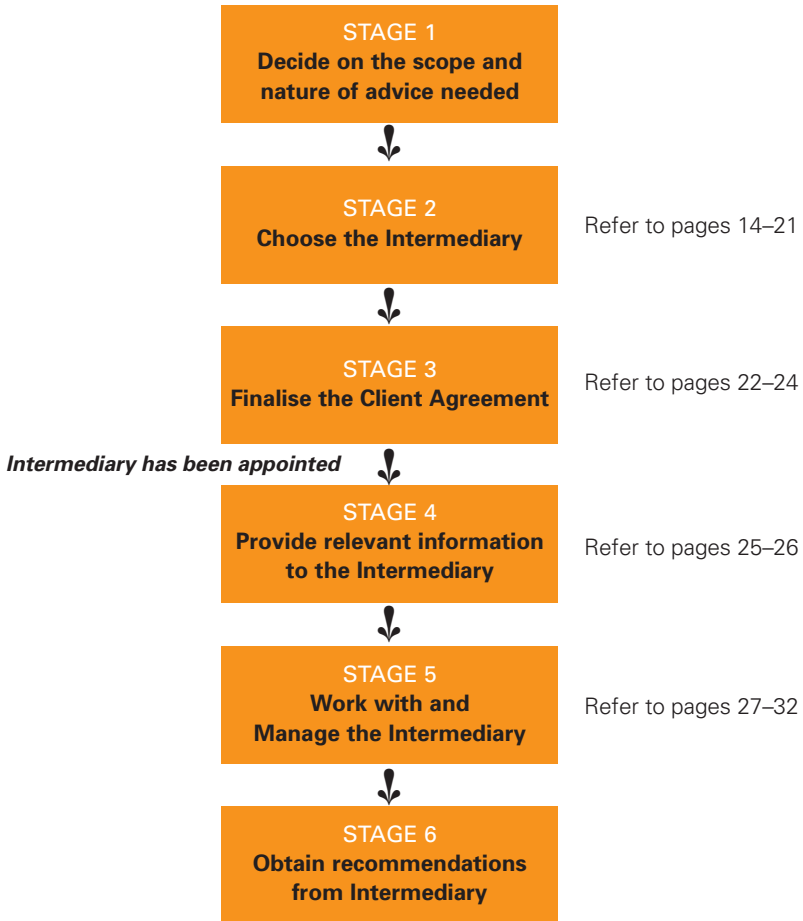 STAGE 1
Decide on the scope and
nature of advice needed
STAGE 2
Choose the Intermediary
Refer to pages 14–21
STAGE 3
Finalise the Client Agreement
Refer to pages 22–24
Intermediary has been appointed
STAGE 4
Provide relevant information
to the Intermediary
Refer to pages 25–26
STAGE 5
Work with and
Manage the Intermediary
Refer to pages 27–32
STAGE 6
Obtain recommendations
from Intermediary